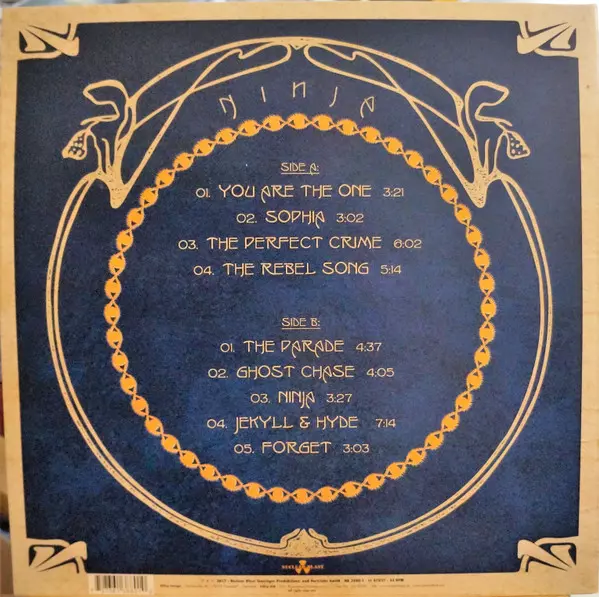 NINJA
SIDE A:
01. YOU ARE THE ONE 3:21
02. SOPHIA 3:02
03. THE PERFECT CRIME 6:02
04. THE REBEL SONG 5:14
SIDE B:
01. THE PARADE 4:37
02. GHOST CHASE 4:05
03. NINJA 3:27
04. JEKYLL & HYDE 7:14
05. FORGET 3:03
NUCLEAR BLAST